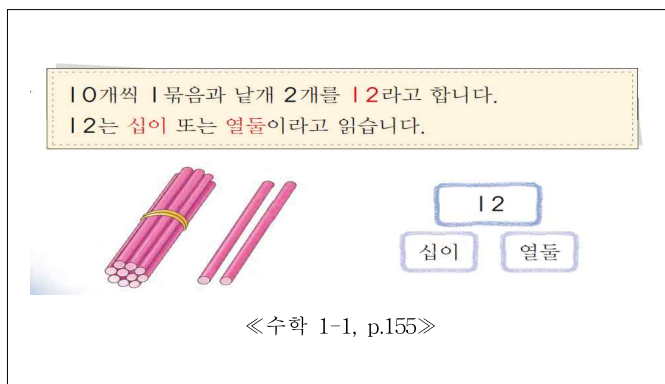 10개씩 1묶음과 낱개 2개를 12라고 합니다.
12는 십이 또는 열둘이라고 읽습니다.
12
십이 열둘
≪수학 1-1, p.155≫